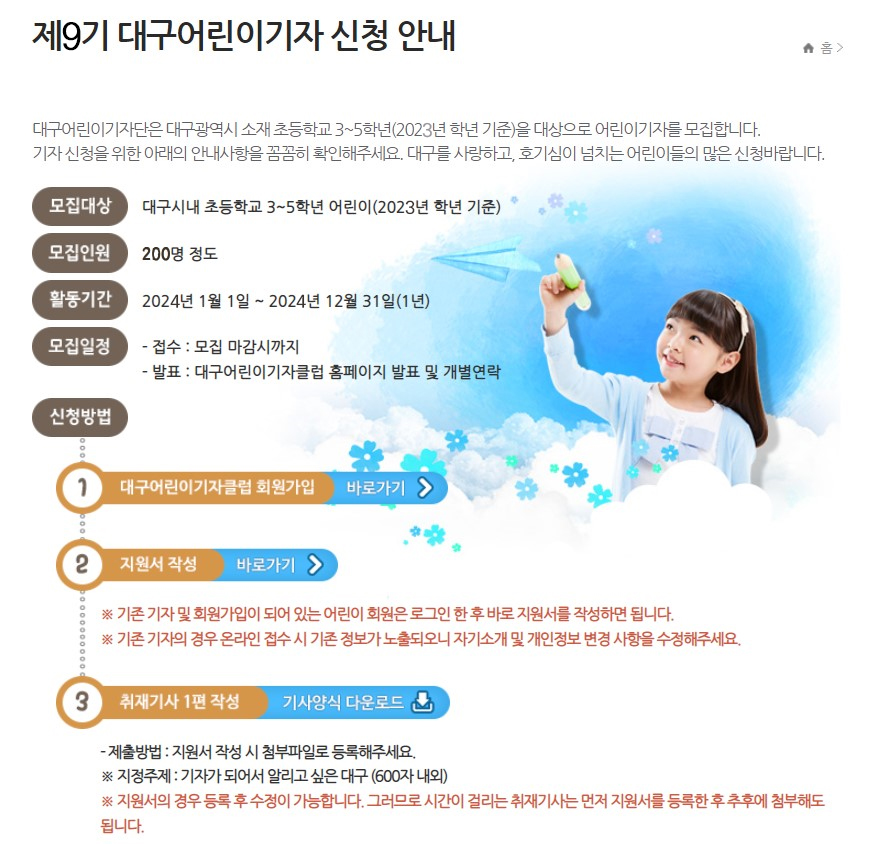 제9기 대구어린이기자 신청 안내
홈 >
대구어린이기자단은 대구광역시 소재 초등학교 3~5학년(2023년 학년 기준)을 대상으로 어린이기자를 모집합니다.
기자 신청을 위한 아래의 안내사항을 꼼꼼히 확인해주세요. 대구를 사랑하고, 호기심이 넘치는 어린이들의 많은 신청바랍니다.
모집대상 대구시내 초등학교 3~5학년 어린이(2023년 학년 기준)
모집인원 200명 정도
활동기간 2024년 1월 1일 ~ 2024년 12월 31일(1년)
모집일정 - 접수 : 모집 마감시까지
- 발표 : 대구어린이기자클럽 홈페이지 발표 및 개별연락
신청방법
1 대구어린이기자클럽 회원가입 바로가기
2 지원서 작성 바로가기
※ 기존 기자 및 회원가입이 되어 있는 어린이 회원은 로그인 한 후 바로 지원서를 작성하면 됩니다.
※ 기존 기자의 경우 온라인 접수 시 기존 정보가 노출되오니 자기소개 및 개인정보 변경 사항을 수정해주세요.
3 취재기사 1편 작성 기사양식 다운로드
- 제출방법 : 지원서 작성 시 첨부파일로 등록해주세요.
※ 지정주제 : 기자가 되어서 알리고 싶은 대구 (600자 내외)
※ 지원서의 경우 등록 후 수정이 가능합니다. 그러므로 시간이 걸리는 취재기사는 먼저 지원서를 등록한 후 추후에 첨부해도
됩니다.